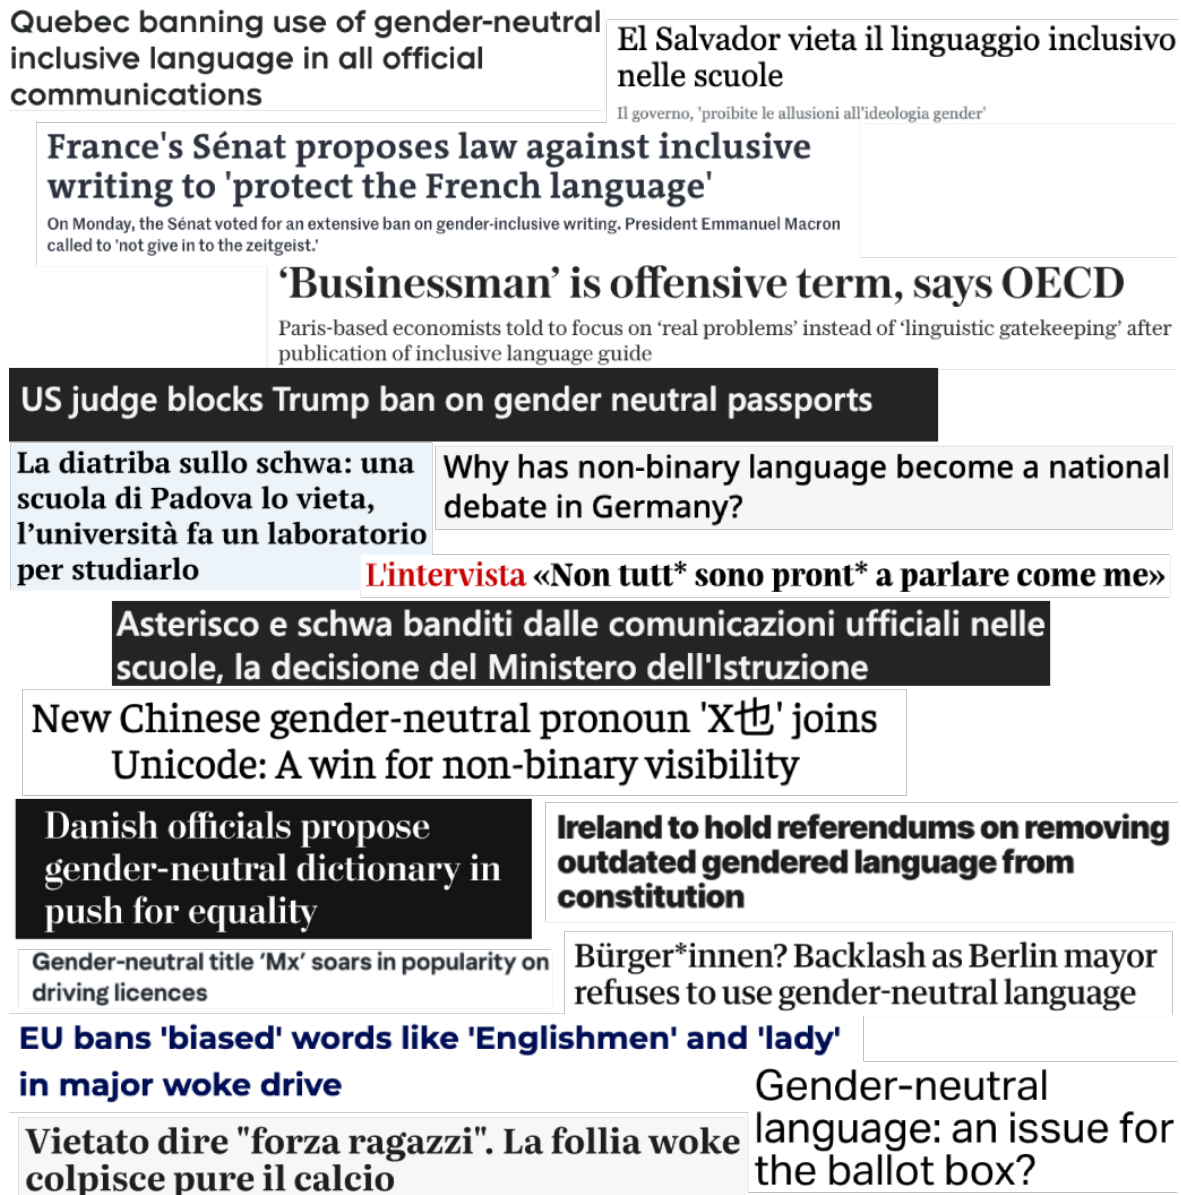 Quebec banning use of gender-neutral
inclusive language in all official
communications
El Salvador vieta il linguaggio inclusivo
nelle scuole
Il governo, 'proibite le allusioni all'ideologia gender'
France's Sénat proposes law against inclusive
writing to 'protect the French language'
On Monday, the Sénat voted for an extensive ban on gender-inclusive writing. President Emmanuel Macron
called to 'not give in to the zeitgeist.'
‘Businessman’ is offensive term, says OECD
Paris-based economists told to focus on ‘real problems’ instead of ‘linguistic gatekeeping’ after
publication of inclusive language guide
US judge blocks Trump ban on gender neutral passports
La diatriba sullo schwa: una
scuola di Padova lo vieta,
l’università fa un laboratorio
per studiarlo
Why has non-binary language become a national
debate in Germany?
L'intervista «Non tutt* sono pront* a parlare come me»
Asterisco e schwa banditi dalle comunicazioni ufficiali nelle
scuole, la decisione del Ministero dell'Istruzione
New Chinese gender-neutral pronoun 'X也' joins
Unicode: A win for non-binary visibility
Danish officials propose
gender-neutral dictionary in
push for equality
Ireland to hold referendums on removing
outdated gendered language from
constitution
Gender-neutral title ‘Mx’ soars in popularity on
driving licences
Bürger*innen? Backlash as Berlin mayor
refuses to use gender-neutral language
EU bans 'biased' words like 'Englishmen' and 'lady'
in major woke drive
Gender-neutral
language: an issue for
the ballot box?
Vietato dire "forza ragazzi". La follia woke
colpisce pure il calcio